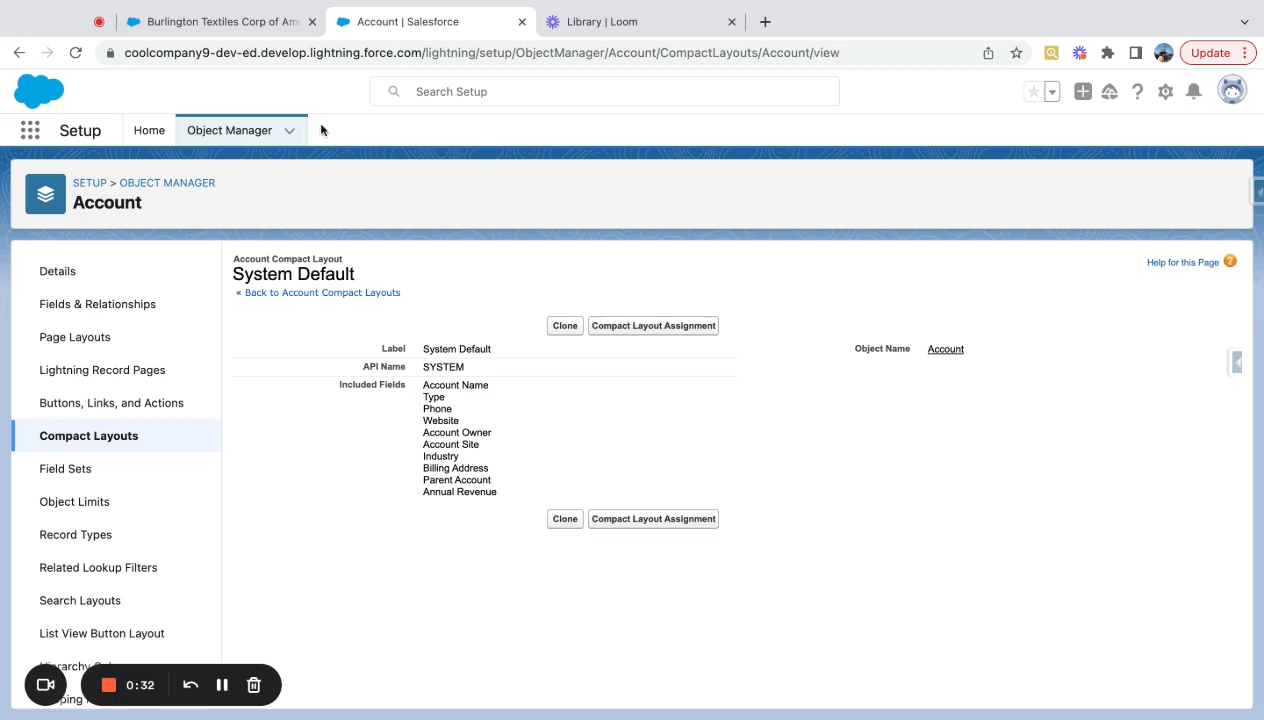 Burlington Textiles Corp of Am
Account | Salesforce
Library | Loom
coolcompany9-dev-ed.develop.lightning.force.com/lightning/setup/ObjectManager/Account/CompactLayouts/Account/view
Update
Search Setup
Setup
Home
Object Manager
SETUP > OBJECT MANAGER
Account
Details
Fields & Relationships
Page Layouts
Lightning Record Pages
Buttons, Links, and Actions
Compact Layouts
Field Sets
Object Limits
Record Types
Related Lookup Filters
Search Layouts
List View Button Layout
Account Compact Layout
System Default
« Back to Account Compact Layouts
Help for this Page
Clone
Compact Layout Assignment
Label System Default
Object Name Account
API Name SYSTEM
Included Fields Account Name
Type
Phone
Website
Account Owner
Account Site
Industry
Billing Address
Parent Account
Annual Revenue
Clone
Compact Layout Assignment
0:32